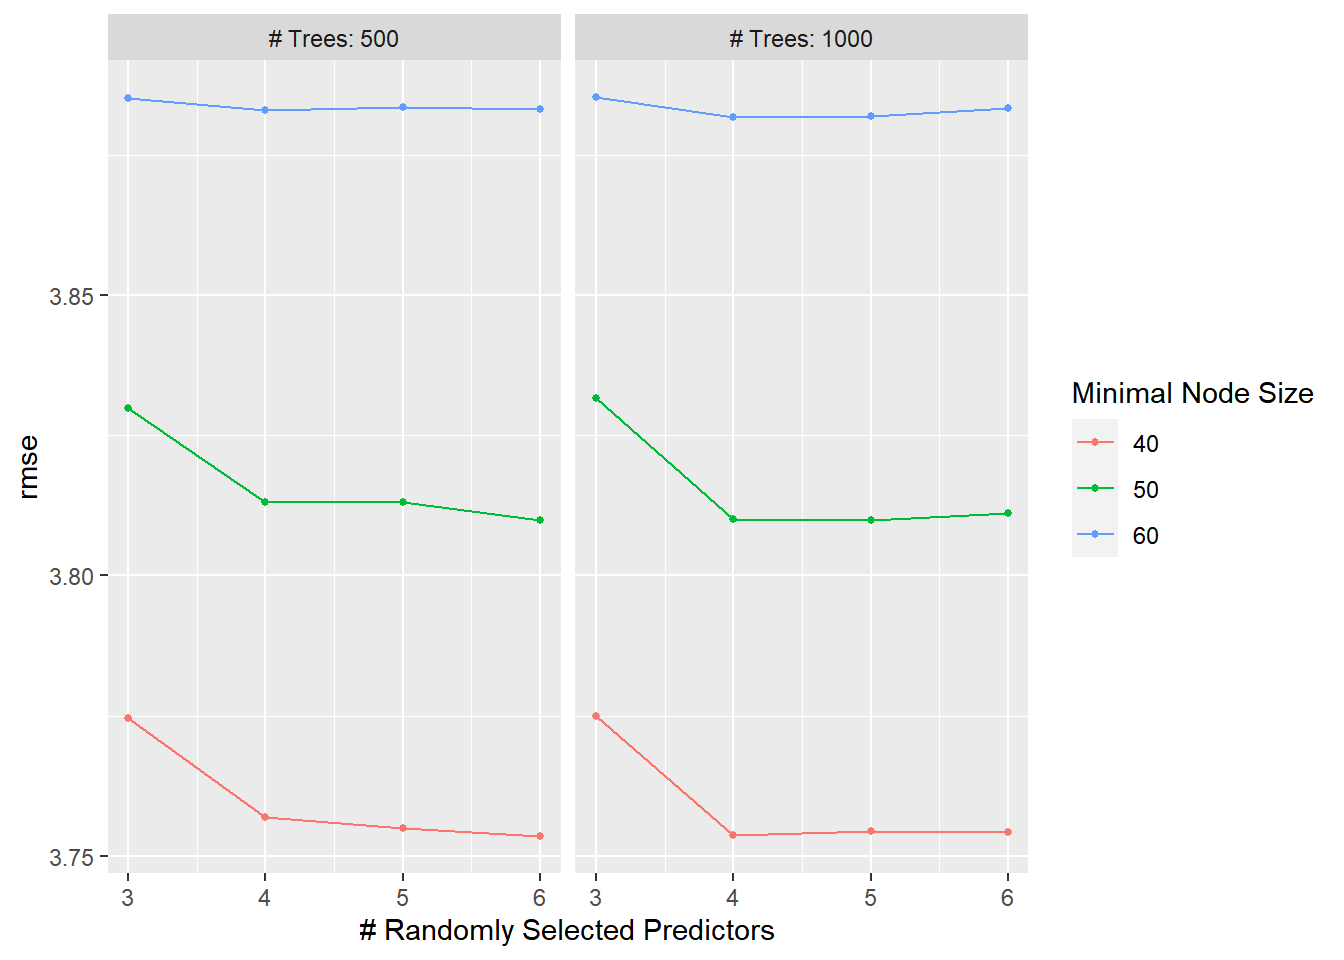 # Trees: 500
# Trees: 1000
3.85
3.80
3.75
rmse
3 4 5 6
3 4 5 6
# Randomly Selected Predictors
Minimal Node Size
40
50
60